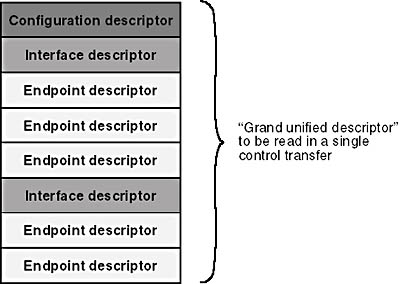 Configuration descriptor
Interface descriptor
Endpoint descriptor
Endpoint descriptor
Endpoint descriptor
Interface descriptor
Endpoint descriptor
Endpoint descriptor
“Grand unified descriptor”
to be read in a single
control transfer